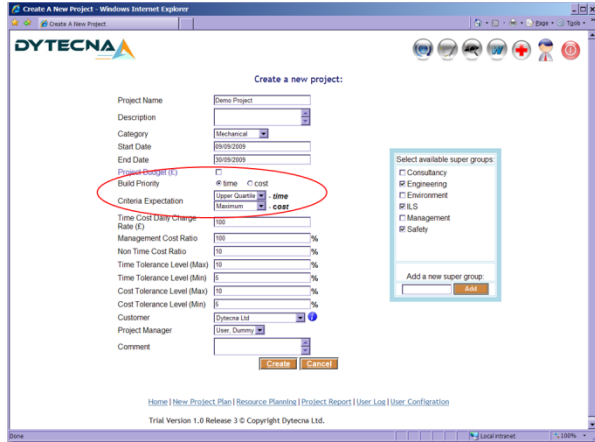 Create A New Project - Windows Internet Explorer
Create A New Project
Page
Tools
DYTECNA
Create a new project:
Project Name
Demo Project
Description
Category
Mechanical
Start Date
09/09/2009
End Date
30/09/2009
Project Budget (£)
Build Priority
time cost
Criteria Expectation
Upper Quartile - time
Maximum - cost
Time Cost Daily Charge
Rate (£)
100
Management Cost Ratio
100 %
Non Time Cost Ratio
10 %
Time Tolerance Level (Max)
10 %
Time Tolerance Level (Min)
5 %
Cost Tolerance Level (Max)
10 %
Cost Tolerance Level (Min)
5 %
Customer
Dytecna Ltd
Project Manager
User, Dummy
Comment
Create Cancel
Select available super groups:
Consultancy
Engineering
Environment
ILS
Management
Safety
Add a new super group:
Add
Home | New Project Plan | Resource Planning | Project Report | User Log | User Configration
Trial Version 1.0 Release 3 © Copyright Dytecna Ltd.
Done
Local intranet
100%